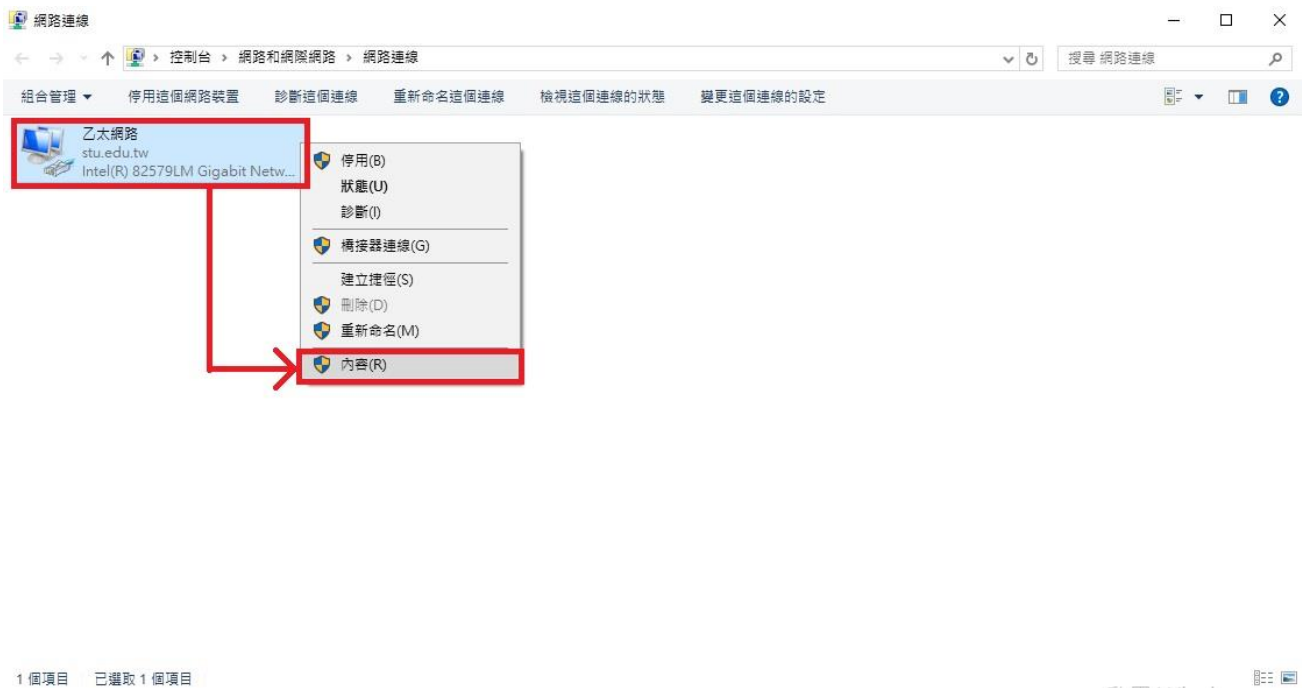 網路連線
控制台 › 網路和網際網路 › 網路連線
搜尋 網路連線
組合管理 停用這個網路裝置 診斷這個連線 重新命名這個連線 檢視這個連線的狀態 變更這個連線的設定
乙太網路
stu.edu.tw
Intel(R) 82579LM Gigabit Netw...
停用(B)
狀態(U)
診斷(I)
橋接器連線(G)
建立捷徑(S)
刪除(D)
重新命名(M)
內容(R)
1 個項目 已選取 1 個項目